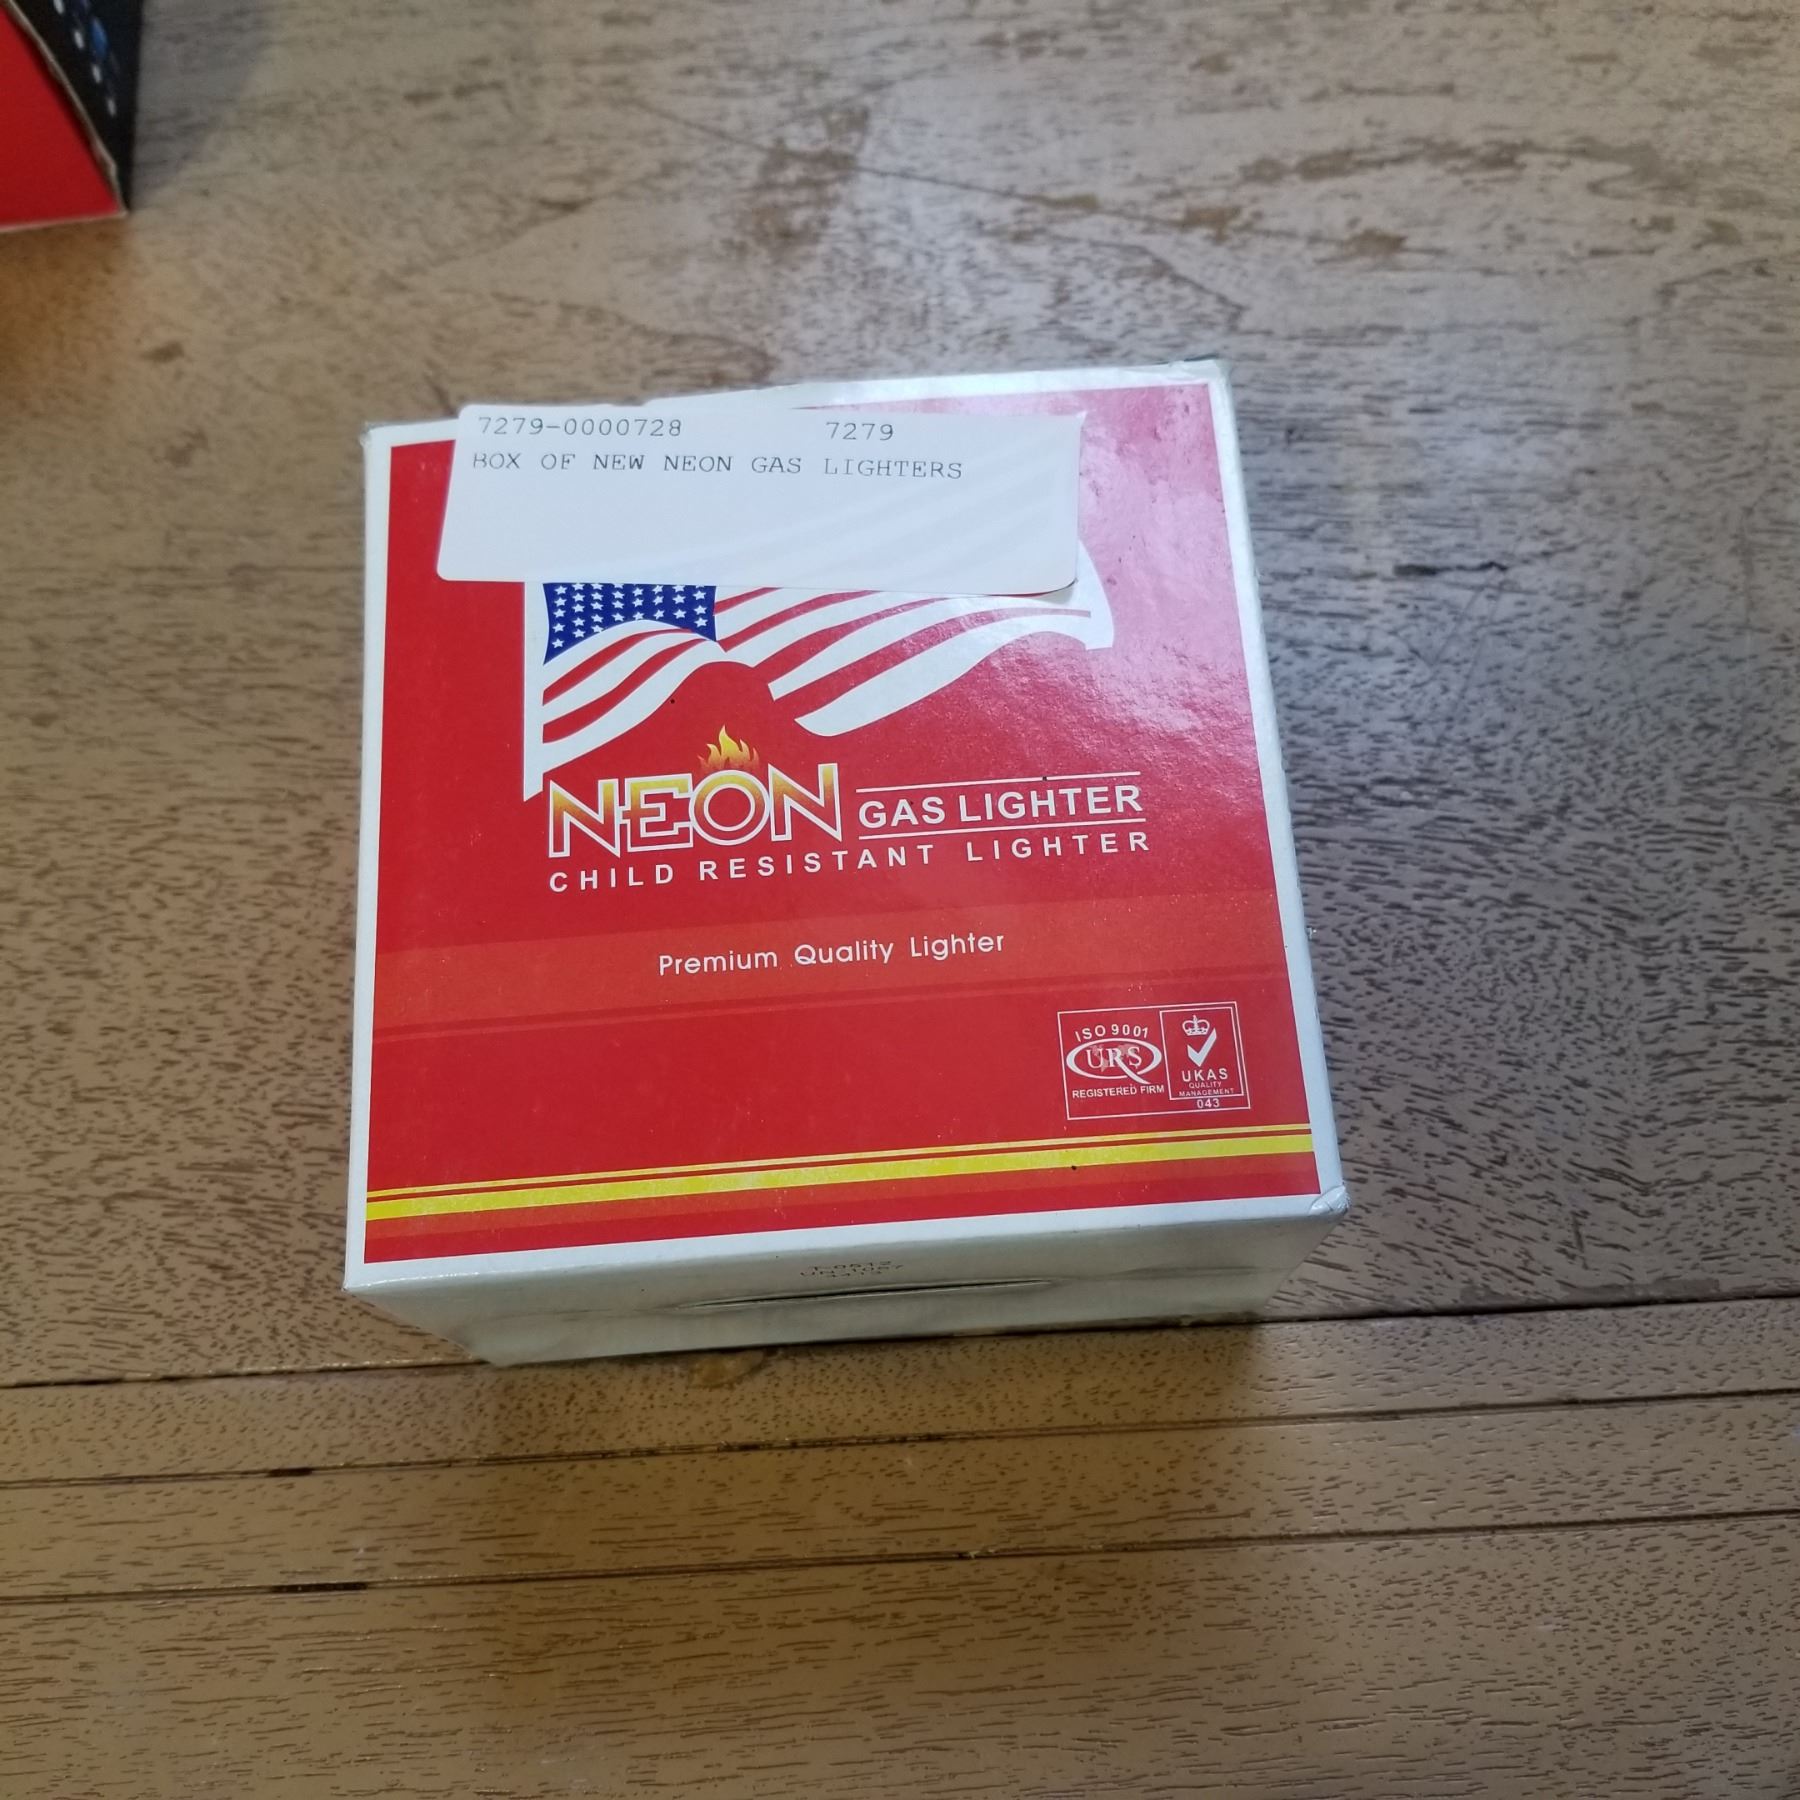 7279-0000728 7279
BOX OF NEW NEON GAS LIGHTERS
NEON GAS LIGHTER
CHILD RESISTANT LIGHTER
Premium Quality Lighter
ISO 9001
URS
REGISTERED FIRM
UKAS
QUALITY
MANAGEMENT
043